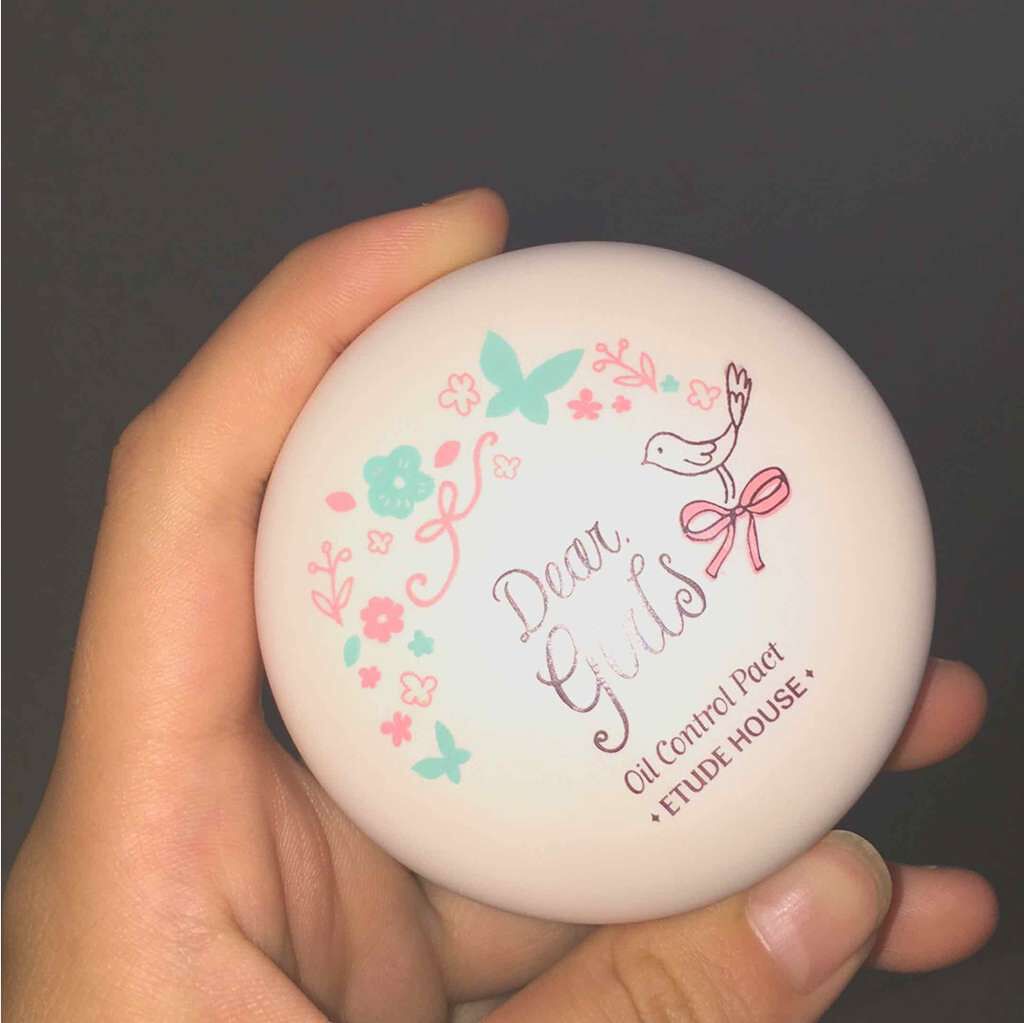 Dear,
Girls
Oil Control Pact
ETUDE HOUSE